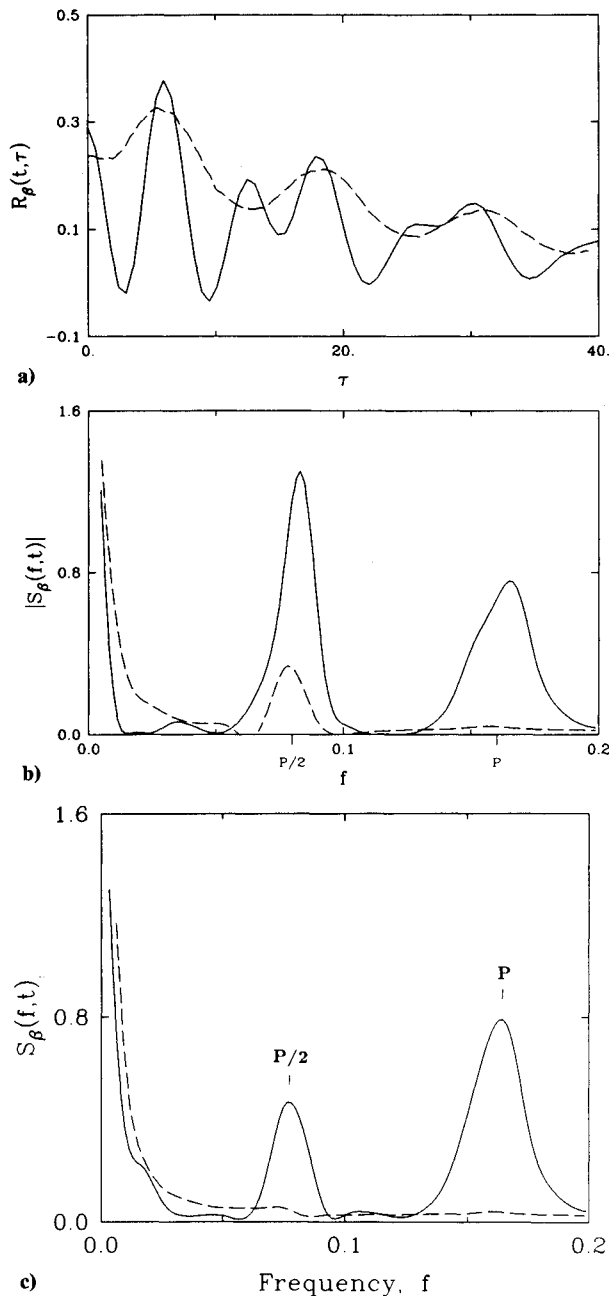 0.5
0.3
0.1
-0.1
R_β(t,τ)
0.
20.
40.
τ
a)
1.6
0.8
0.0
|S_β(f,t)|
0.0
0.1
0.2
P/2
P
f
b)
1.6
0.8
0.0
S_β(f,t)
P/2
P
0.0
0.1
0.2
Frequency, f
c)